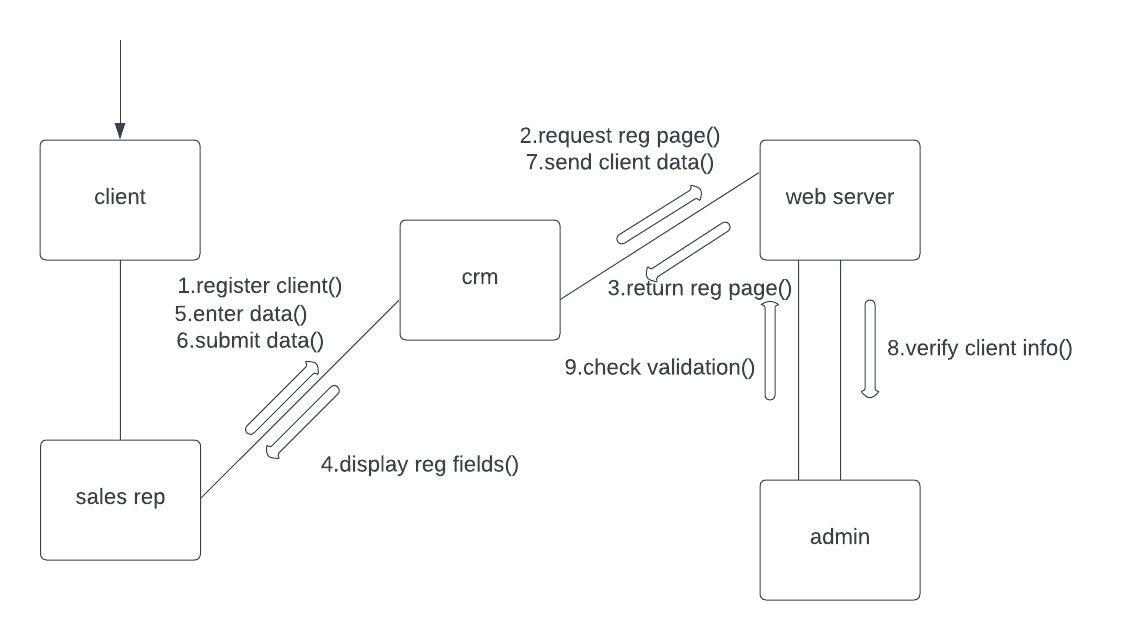 2.request reg page()
7.send client data()
client
web server
crm
1.register client()
5.enter data()
6.submit data()
3.return reg page()
9.check validation()
8.verify client info()
4.display reg fields()
sales rep
admin